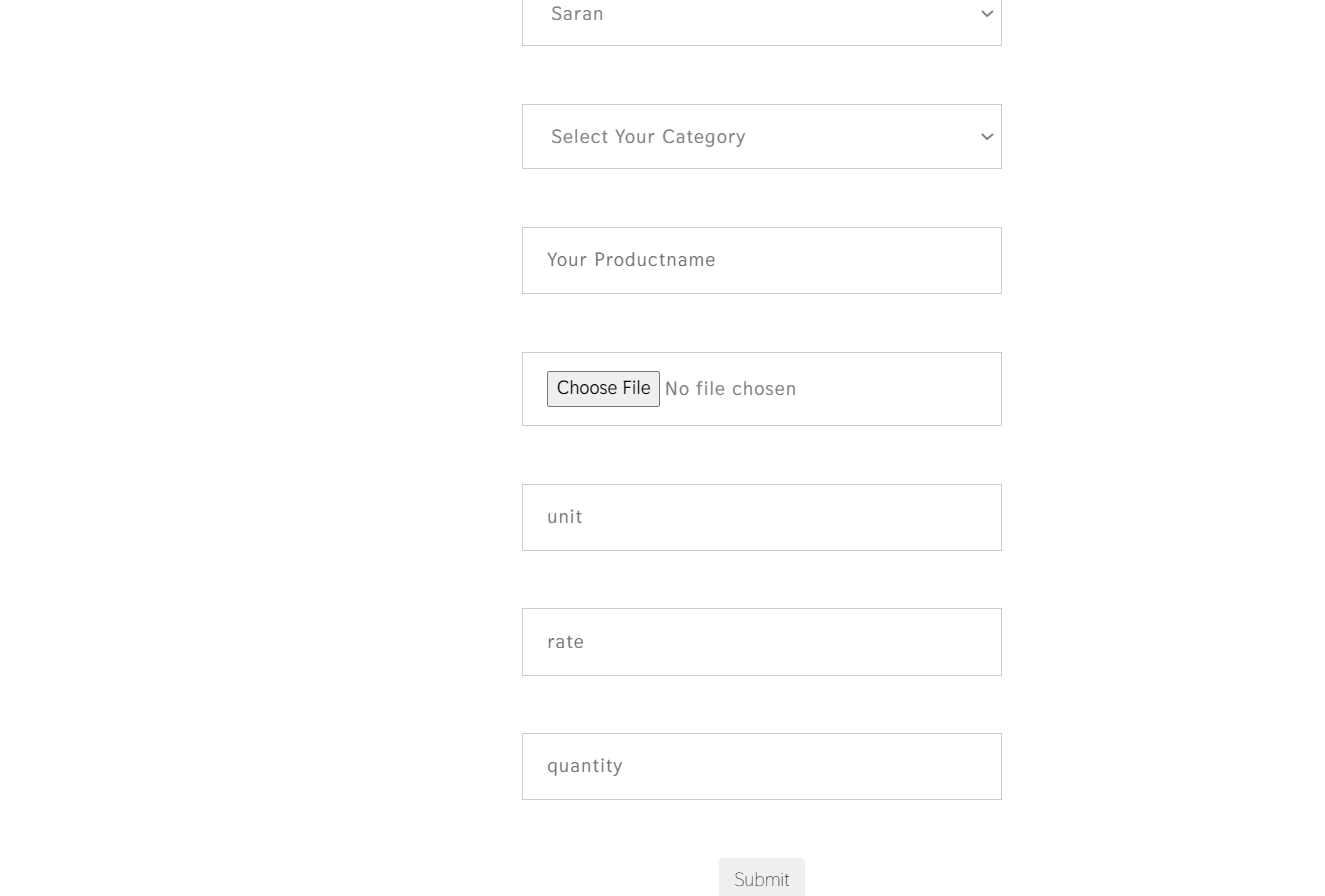 Saran
Select Your Category
Your Productname
Choose File No file chosen
unit
rate
quantity
Submit